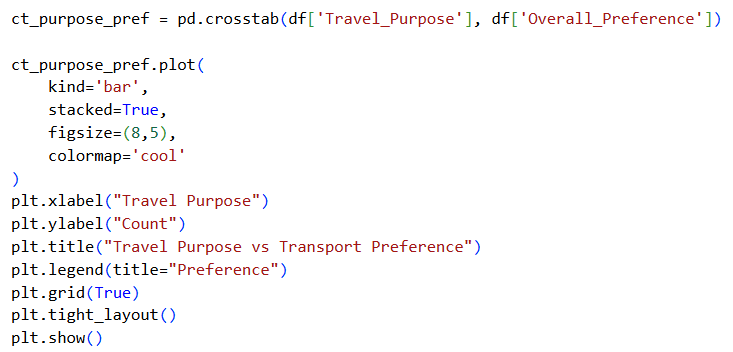 ct_purpose_pref = pd.crosstab(df['Travel_Purpose'], df['Overall_Preference'])

ct_purpose_pref.plot(
    kind='bar',
    stacked=True,
    figsize=(8,5),
    colormap='cool'
)
plt.xlabel("Travel Purpose")
plt.ylabel("Count")
plt.title("Travel Purpose vs Transport Preference")
plt.legend(title="Preference")
plt.grid(True)
plt.tight_layout()
plt.show()